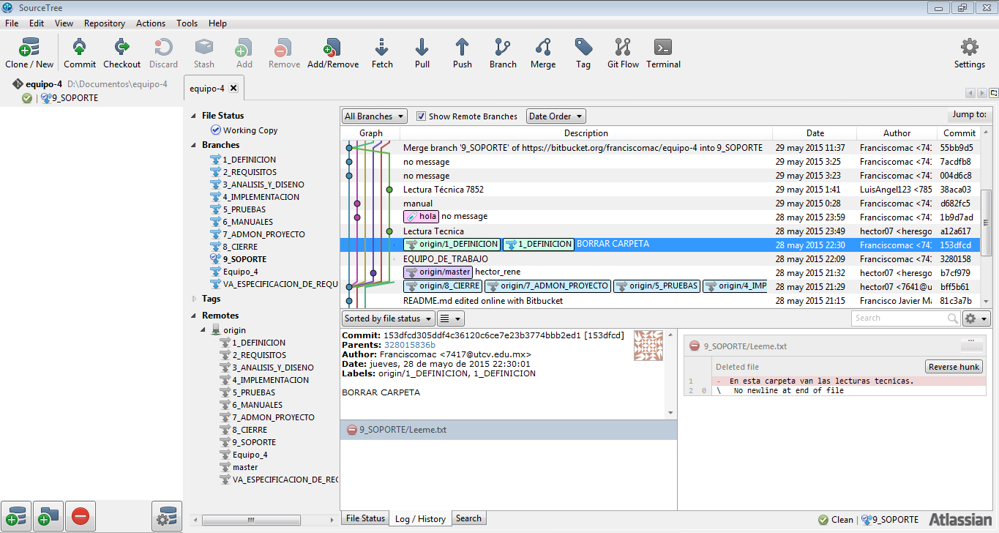 SourceTree
File Edit View Repository Actions Tools Help
Clone / New Commit Checkout Discard Stash Add Remove Add/Remove Fetch Pull Push Branch Merge Tag Git Flow Terminal Settings
equipo-4 D:\Documentos\equipo-4
9_SOPORTE
equipo-4
File Status
Working Copy
Branches
1_DEFINICION
2_REQUISITOS
3_ANALISIS_Y_DISENO
4_IMPLEMENTACION
5_PRUEBAS
6_MANUALES
7_ADMON_PROYECTO
8_CIERRE
9_SOPORTE
Equipo_4
VA_ESPECIFICACION_DE_REQU
Tags
Remotes
origin
1_DEFINICION
2_REQUISITOS
3_ANALISIS_Y_DISENO
4_IMPLEMENTACION
5_PRUEBAS
6_MANUALES
7_ADMON_PROYECTO
8_CIERRE
9_SOPORTE
Equipo_4
master
VA_ESPECIFICACION_DE_REC
All Branches Show Remote Branches Date Order Jump to:
Graph Description Date Author Commit
Merge branch '9_SOPORTE' of https://bitbucket.org/franciscomac/equipo-4 into 9_SOPORTE 29 may 2015 11:37 Franciscomac <741 55bb9d5
no message 29 may 2015 3:25 Franciscomac <741 7acdfb8
no message 29 may 2015 3:23 Franciscomac <741 004d6c8
Lectura Técnica 7852 29 may 2015 1:41 LuisAngel123 <785 38aca03
manual 29 may 2015 0:28 Franciscomac <741 d682fc5
hola no message 28 may 2015 23:59 Franciscomac <741 1b9d7ad
Lectura Tecnica 28 may 2015 23:49 hector07 <heresgo a12a617
origin/1_DEFINICION 1_DEFINICION BORRAR CARPETA 28 may 2015 22:30 Franciscomac <741 153dfcd
EQUIPO_DE_TRABAJO 28 may 2015 22:09 Franciscomac <741 3280158
origin/master hector_rene 28 may 2015 21:32 hector07 <heresgo b7cf979
origin/8_CIERRE origin/7_ADMON_PROYECTO origin/5_PRUEBAS origin/4_IMP 28 may 2015 21:29 hector07 <7641@u bff5b61
README.md edited online with Bitbucket 28 may 2015 21:15 Francisco Javier Ma 81c3a7b
Sorted by file status Search
Commit: 153dfcd305ddf4c36120c6ce7e23b3774bbb2ed1 [153dfcd]
Parents: 328015836b
Author: Franciscomac <7417@utcv.edu.mx>
Date: jueves, 28 de mayo de 2015 22:30:01
Labels: origin/1_DEFINICION, 1_DEFINICION
BORRAR CARPETA
9_SOPORTE/Leeme.txt
9_SOPORTE/Leeme.txt ...
Deleted file Reverse hunk
1 - En esta carpeta van las lecturas tecnicas.
2 0 \ No newline at end of file
File Status Log / History Search
Clean 9_SOPORTE Atlassian